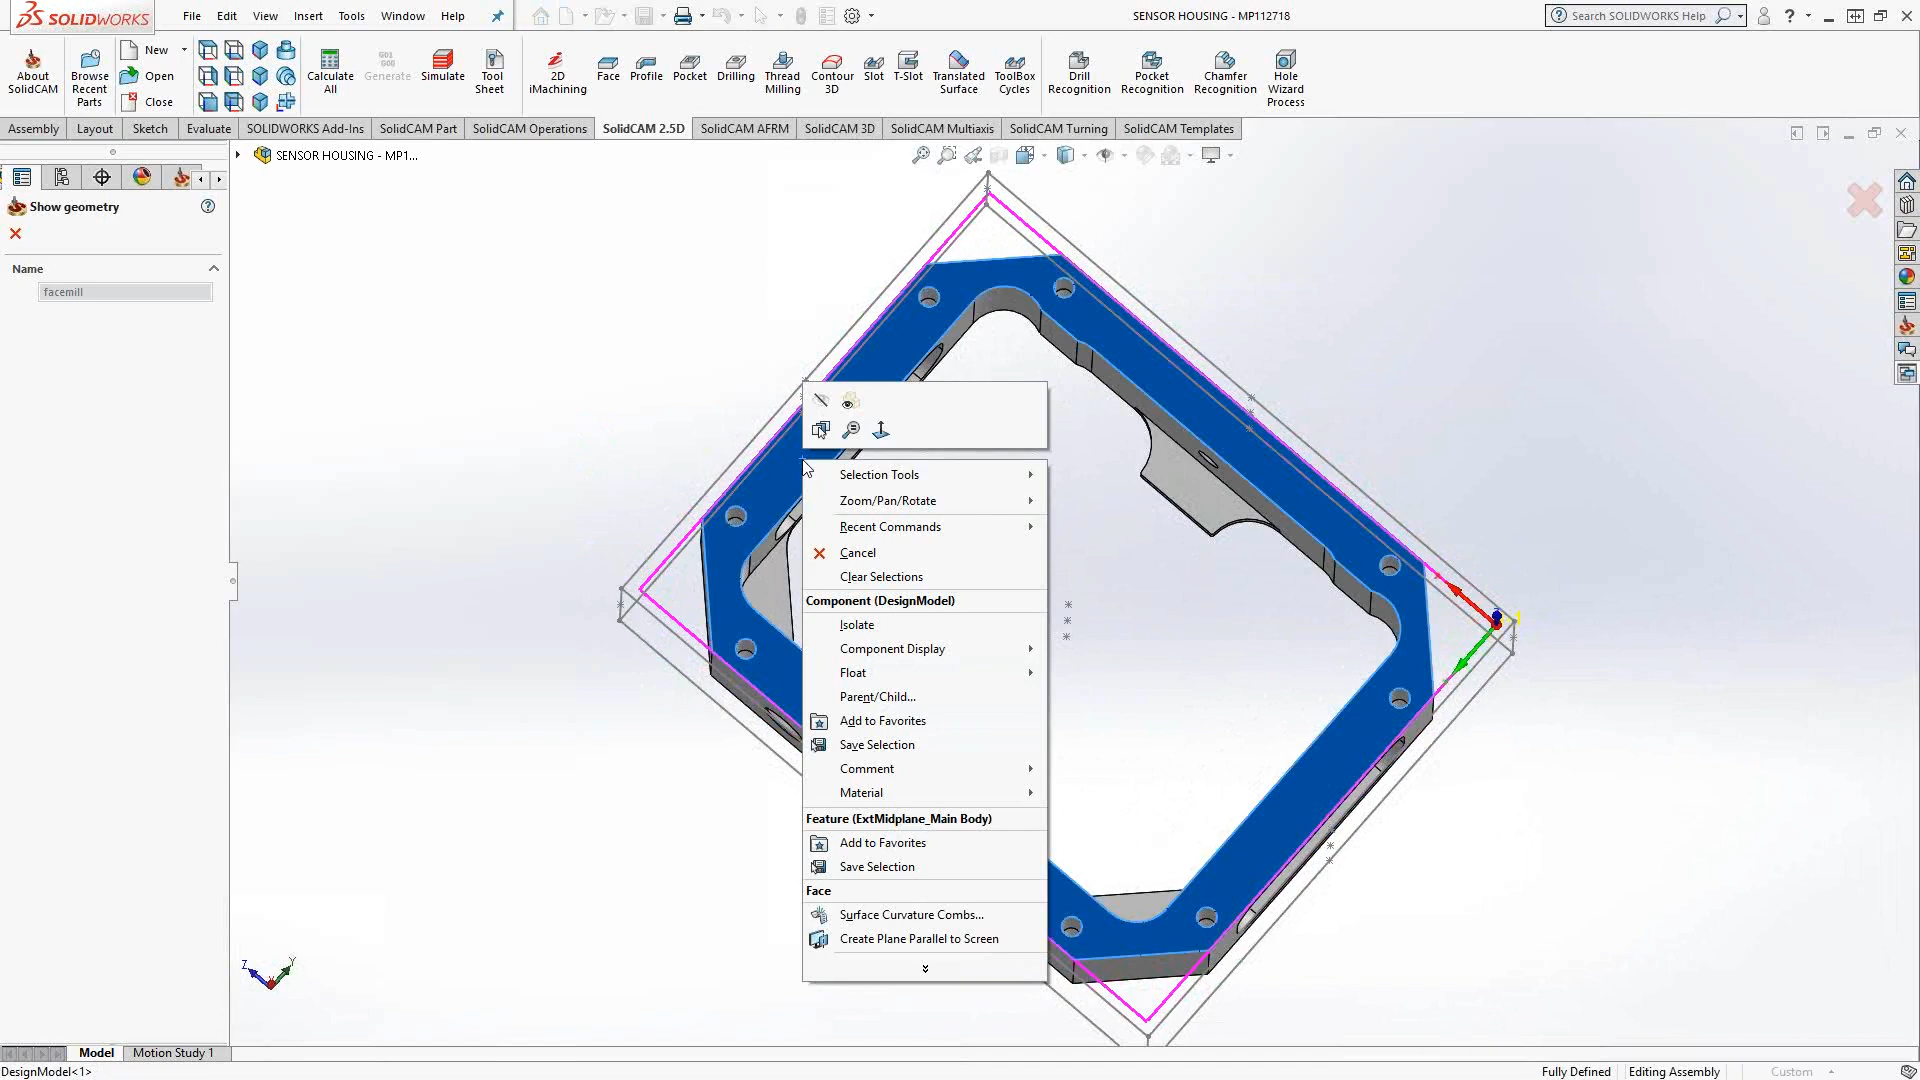 SOLIDWORKS
File Edit View Insert Tools Window Help
SENSOR HOUSING - MP112718
Search SOLIDWORKS Help
About SolidCAM
Browse Recent Parts
New
Open
Close
Calculate All
G01 G00
Generate
Simulate
Tool Sheet
2D iMachining
Face
Profile
Pocket
Drilling
Thread Milling
Contour 3D
Slot
T-Slot
Translated Surface
ToolBox Cycles
Drill Recognition
Pocket Recognition
Chamfer Recognition
Hole Wizard Process
Assembly Layout Sketch Evaluate SOLIDWORKS Add-Ins SolidCAM Part SolidCAM Operations SolidCAM 2.5D SolidCAM AFRM SolidCAM 3D SolidCAM Multiaxis SolidCAM Turning SolidCAM Templates
SENSOR HOUSING - MP1...
Show geometry
Name
facemill
Selection Tools
Zoom/Pan/Rotate
Recent Commands
Cancel
Clear Selections
Component (DesignModel)
Isolate
Component Display
Float
Parent/Child...
Add to Favorites
Save Selection
Comment
Material
Feature (ExtMidplane_Main Body)
Add to Favorites
Save Selection
Face
Surface Curvature Combs...
Create Plane Parallel to Screen
Z Y
Model Motion Study 1
DesignModel<1>
Fully Defined Editing Assembly Custom